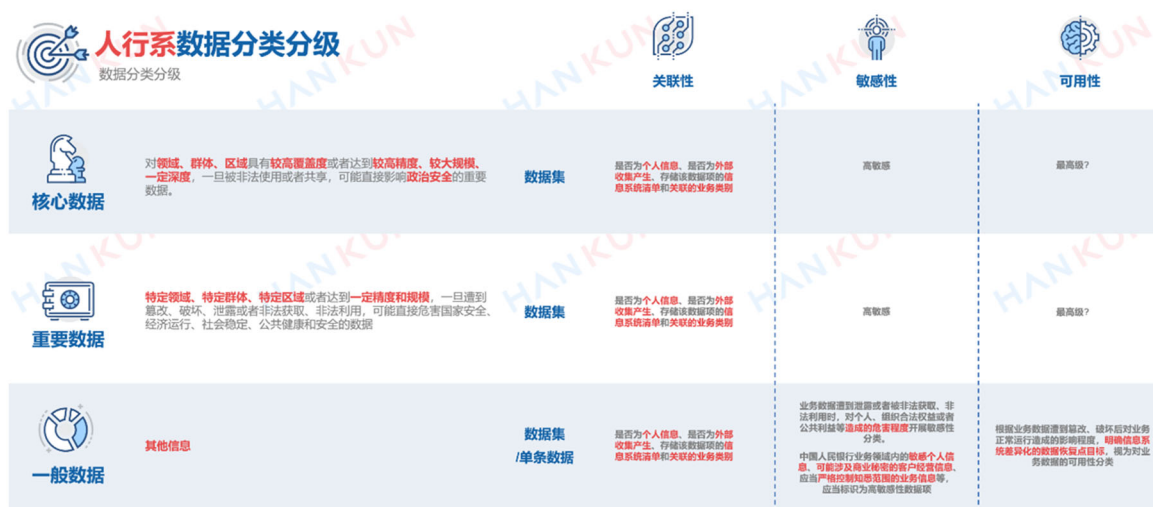 人行系数据分类分级
数据分类分级
关联性
敏感性
可用性
核心数据
对领域、群体、区域具有较高覆盖度或者达到较高精度、较大规模、
一定深度，一旦被非法使用或者共享，可能直接影响政治安全的重要
数据。
数据集
是否为个人信息、是否为外部
收集产生、存储该数据项的信
息系统清单和关联的业务类别
高敏感
最高级？
重要数据
特定领域、特定群体、特定区域或者达到一定精度和规模，一旦遭到
篡改、破坏、泄露或者非法获取、非法利用，可能直接危害国家安全、
经济运行、社会稳定、公共健康和安全的数据
数据集
是否为个人信息、是否为外部
收集产生、存储该数据项的信
息系统清单和关联的业务类别
高敏感
最高级？
一般数据
其他信息
数据集
/单条数据
是否为个人信息、是否为外部
收集产生、存储该数据项的信
息系统清单和关联的业务类别
业务数据遭到泄露或者被非法获取、非
法利用时，对个人、组织合法权益或者
公共利益等造成的危害程度开展敏感性
分类。
中国人民银行业务领域内的敏感个人信
息、可能涉及商业秘密的客户经营信息、
应当严格控制知悉范围的业务信息等，
应当标识为高敏感性数据项
根据业务数据遭到篡改、破坏后对业务
正常运行造成的影响程度，明确信息系
统差异化的数据恢复点目标，视为对业
务数据的可用性分类
HANKUN